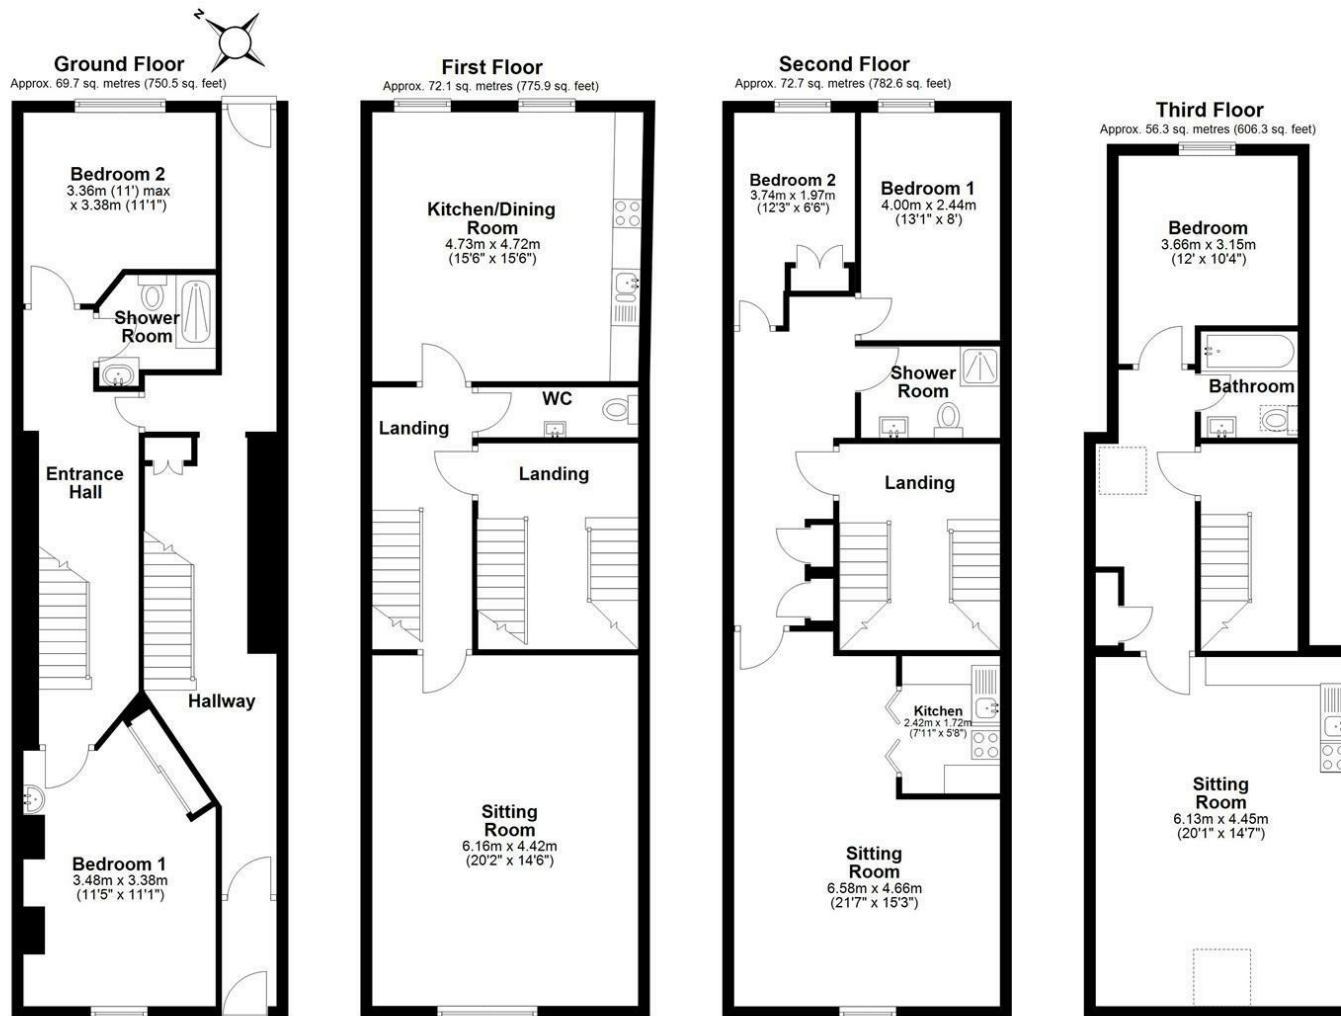 N
Ground Floor
Approx. 69.7 sq. metres (750.5 sq. feet)
Bedroom 2
3.36m (11') max
x 3.38m (11'1")
Shower
Room
Entrance
Hall
Hallway
Bedroom 1
3.48m x 3.38m
(11'5" x 11'1")
First Floor
Approx. 72.1 sq. metres (775.9 sq. feet)
Kitchen/Dining
Room
4.73m x 4.72m
(15'6" x 15'6")
WC
Landing
Landing
Sitting
Room
6.16m x 4.42m
(20'2" x 14'6")
Second Floor
Approx. 72.7 sq. metres (782.6 sq. feet)
Bedroom 2
3.74m x 1.97m
(12'3" x 6'6")
Bedroom 1
4.00m x 2.44m
(13'1" x 8')
Shower
Room
Landing
Kitchen
2.42m x 1.72m
(7'11" x 5'8")
Sitting
Room
6.58m x 4.66m
(21'7" x 15'3")
Third Floor
Approx. 56.3 sq. metres (606.3 sq. feet)
Bedroom
3.66m x 3.15m
(12' x 10'4")
Bathroom
Sitting
Room
6.13m x 4.45m
(20'1" x 14'7")